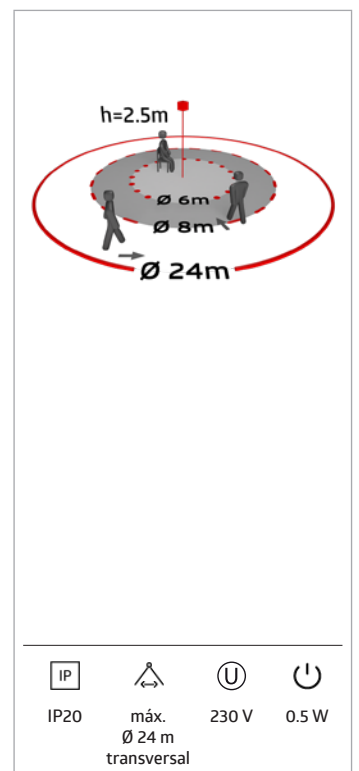 h=2.5m
Ø 6m
Ø 8m
Ø 24m
IP
U
IP20
máx.
Ø 24 m
transversal
230 V
0.5 W